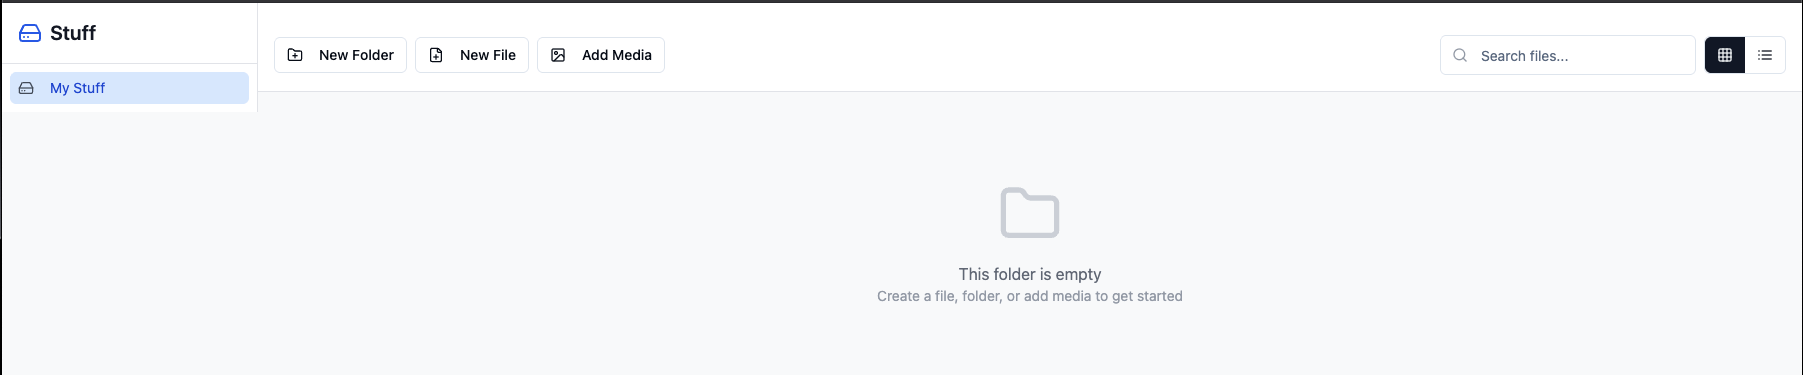 Stuff
My Stuff
New Folder
New File
Add Media
Search files...
This folder is empty
Create a file, folder, or add media to get started